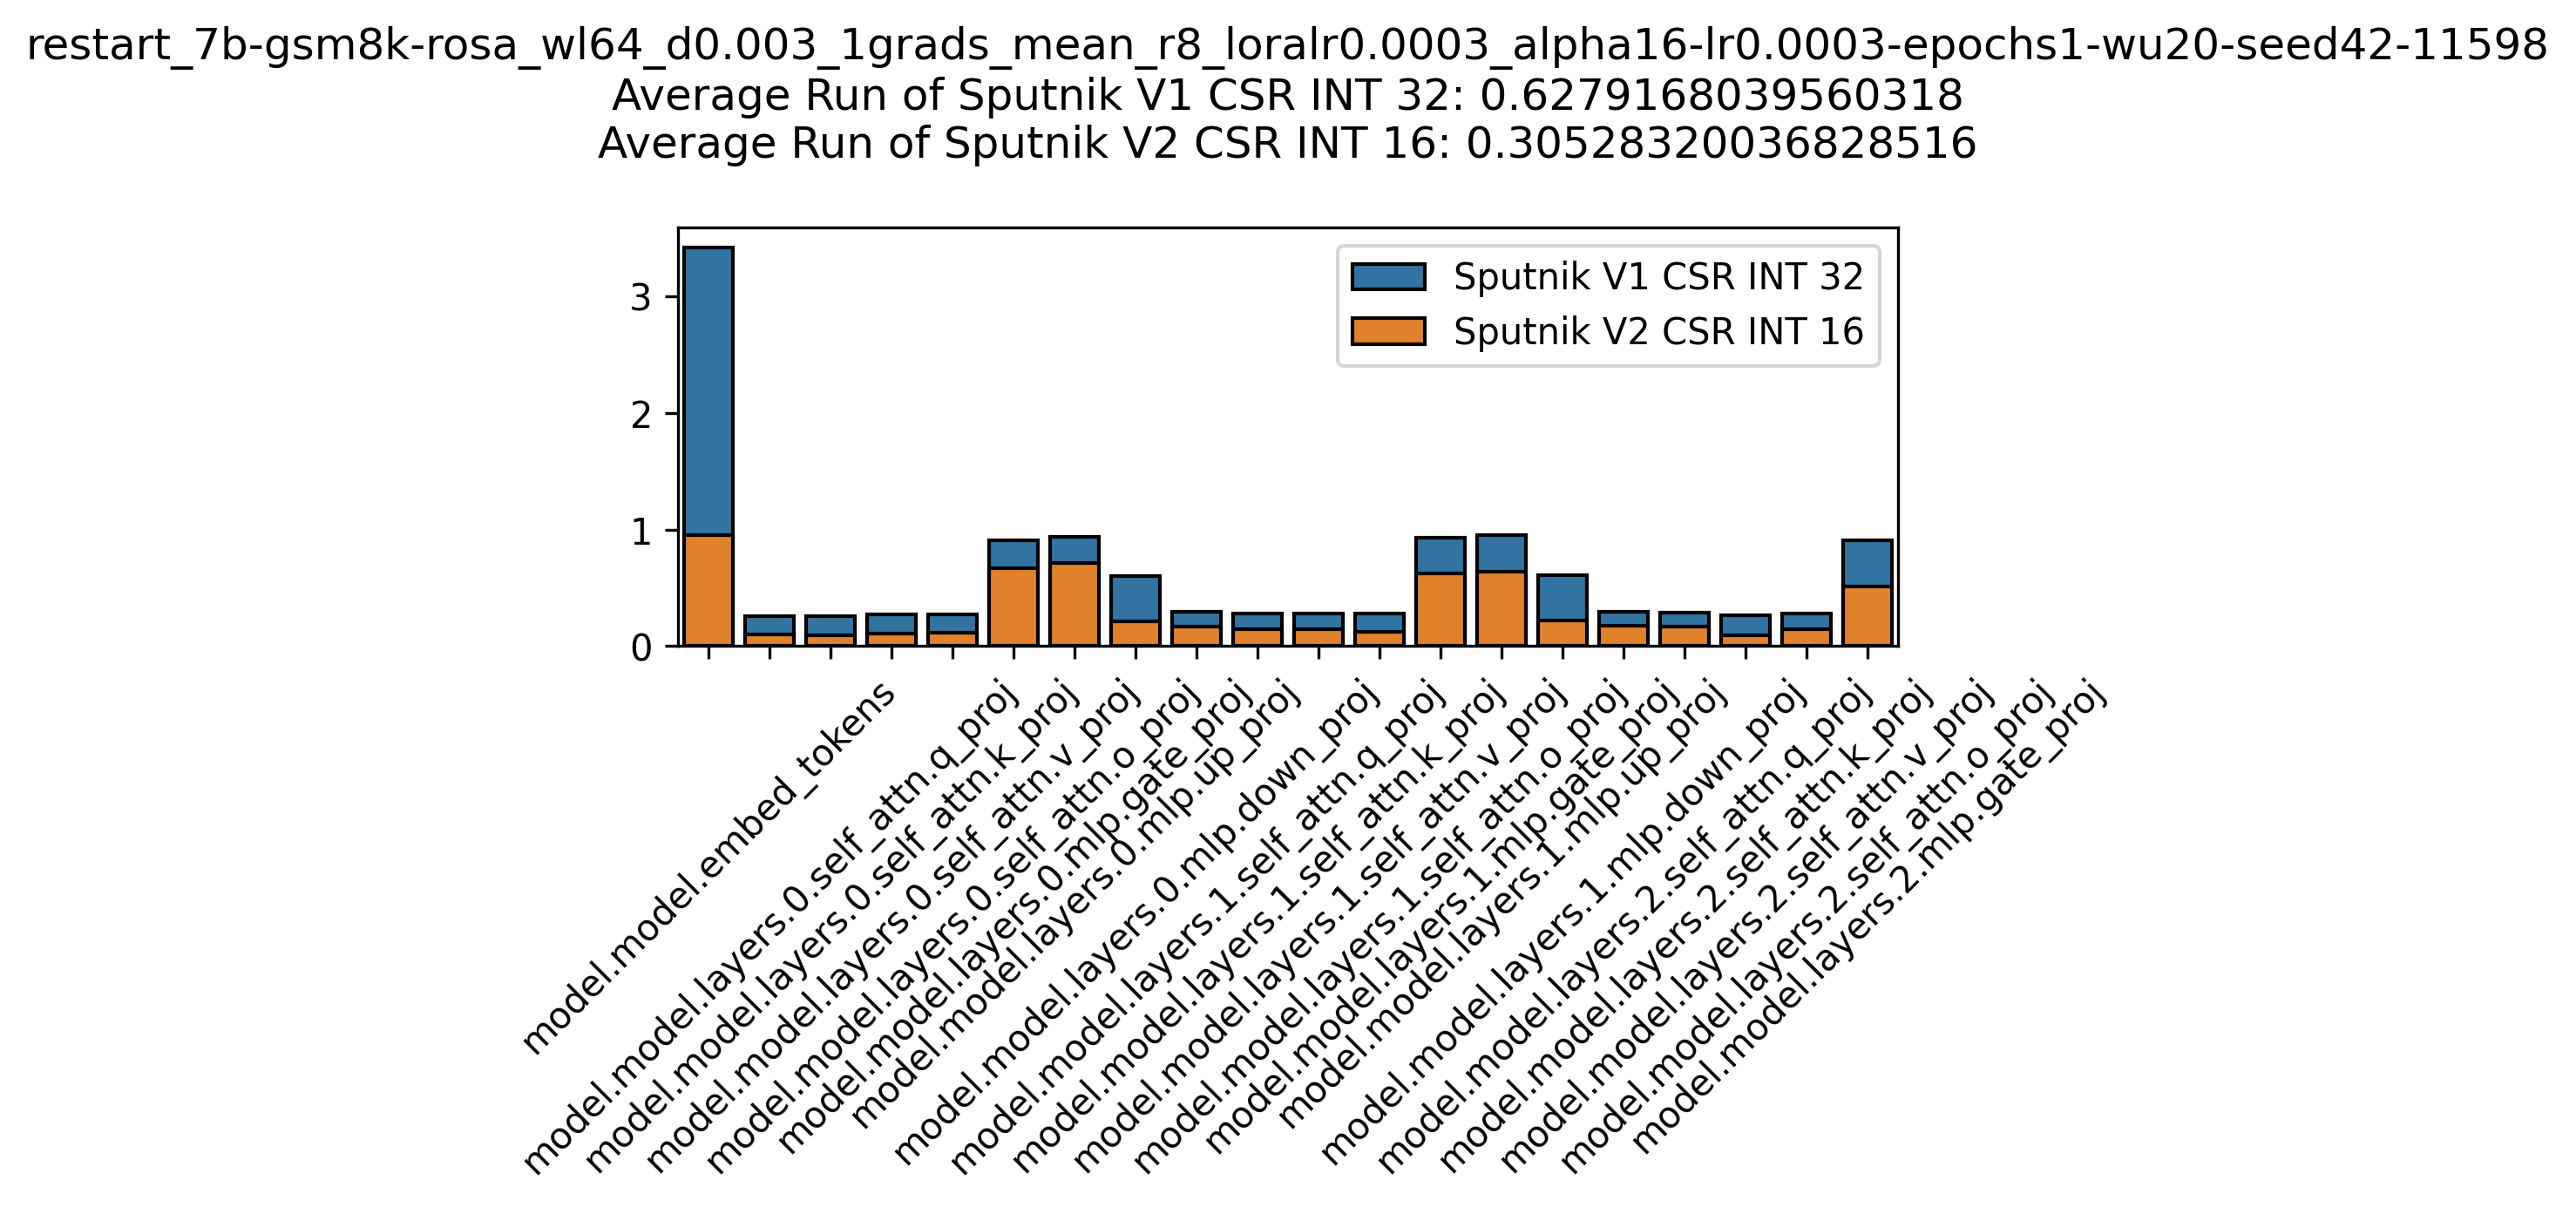 restart_7b-gsm8k-rosa_wl64_d0.003_1grads_mean_r8_loralr0.0003_alpha16-lr0.0003-epochs1-wu20-seed42-11598
Average Run of Sputnik V1 CSR INT 32: 0.6279168039560318
Average Run of Sputnik V2 CSR INT 16: 0.30528320036828516
Sputnik V1 CSR INT 32
Sputnik V2 CSR INT 16
3
2
1
0
model.model.embed_tokens
model.model.layers.0.self_attn.q_proj
model.model.layers.0.self_attn.k_proj
model.model.layers.0.self_attn.v_proj
model.model.layers.0.self_attn.o_proj
model.model.layers.0.mlp.gate_proj
model.model.layers.0.mlp.up_proj
model.model.layers.0.mlp.down_proj
model.model.layers.1.self_attn.q_proj
model.model.layers.1.self_attn.k_proj
model.model.layers.1.self_attn.v_proj
model.model.layers.1.self_attn.o_proj
model.model.layers.1.mlp.gate_proj
model.model.layers.1.mlp.up_proj
model.model.layers.1.mlp.down_proj
model.model.layers.2.self_attn.q_proj
model.model.layers.2.self_attn.k_proj
model.model.layers.2.self_attn.v_proj
model.model.layers.2.self_attn.o_proj
model.model.layers.2.mlp.gate_proj